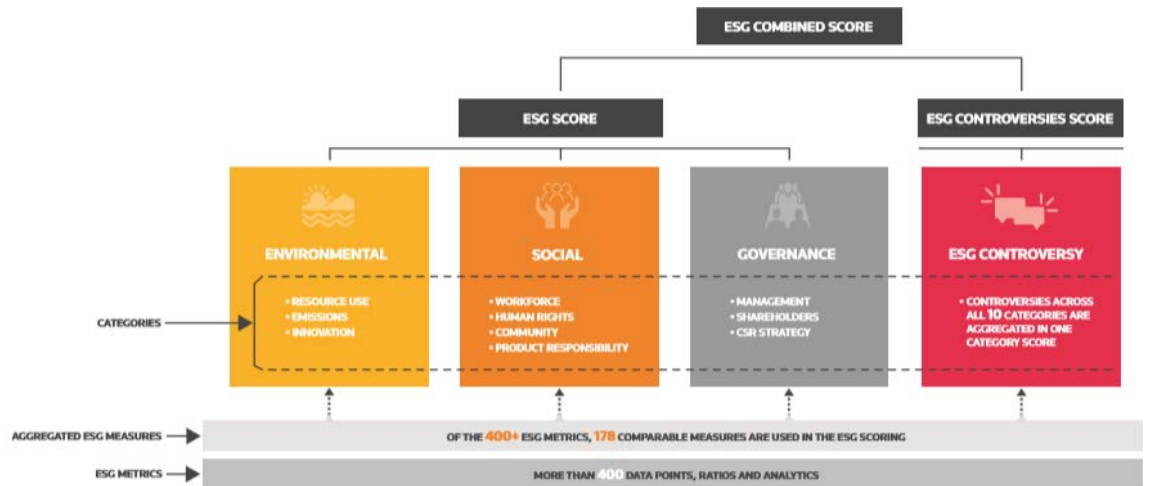 ESG COMBINED SCORE
ESG SCORE
ESG CONTROVERSIES SCORE
ENVIRONMENTAL
SOCIAL
GOVERNANCE
ESG CONTROVERSY
CATEGORIES
• RESOURCE USE
• EMISSIONS
• INNOVATION
• WORKFORCE
• HUMAN RIGHTS
• COMMUNITY
• PRODUCT RESPONSIBILITY
• MANAGEMENT
• SHAREHOLDERS
• CSR STRATEGY
• CONTROVERSIES ACROSS
ALL 10 CATEGORIES ARE
AGGREGATED IN ONE
CATEGORY SCORE
AGGREGATED ESG MEASURES
OF THE 400+ ESG METRICS, 178 COMPARABLE MEASURES ARE USED IN THE ESG SCORING
ESG METRICS
MORE THAN 400 DATA POINTS, RATIOS AND ANALYTICS